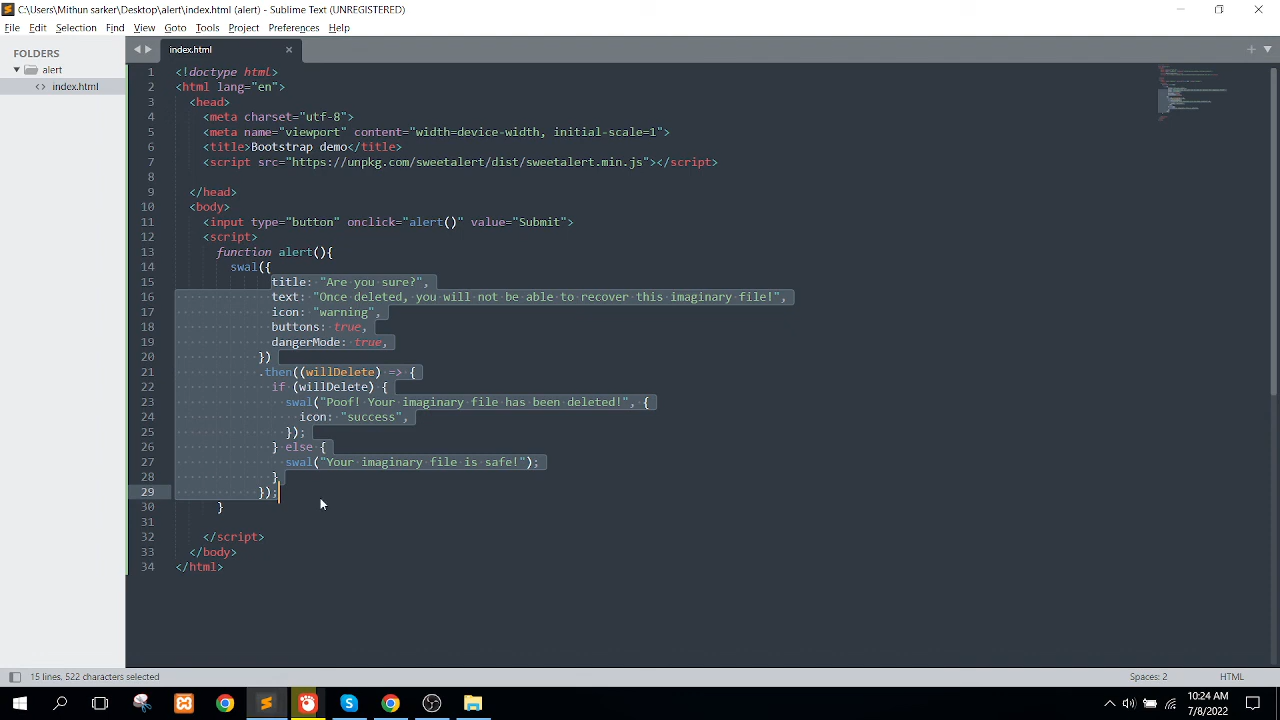 C:\Users\Mithun sarker\Desktop\alert\index.html (alert) - Sublime Text (UNREGISTERED)
File Edit Selection Find View Goto Tools Project Preferences Help
FOLDERS
alert
index.html
index.html
1 <!doctype html>
2 <html lang="en">
3 <head>
4 <meta charset="utf-8">
5 <meta name="viewport" content="width=device-width, initial-scale=1">
6 <title>Bootstrap demo</title>
7 <script src="https://unpkg.com/sweetalert/dist/sweetalert.min.js"></script>
8
9 </head>
10 <body>
11 <input type="button" onclick="alert()" value="Submit">
12 <script>
13 function alert(){
14 swal({
15 title: "Are you sure?",
16 text: "Once deleted, you will not be able to recover this imaginary file!",
17 icon: "warning",
18 buttons: true,
19 dangerMode: true,
20 })
21 .then((willDelete) => {
22 if (willDelete) {
23 swal("Poof! Your imaginary file has been deleted!", {
24 icon: "success",
25 });
26 } else {
27 swal("Your imaginary file is safe!");
28 }
29 });
30 }
31
32 </script>
33 </body>
34 </html>
15 lines, 522 characters selected
Spaces: 2
HTML
10:24 AM
7/8/2022